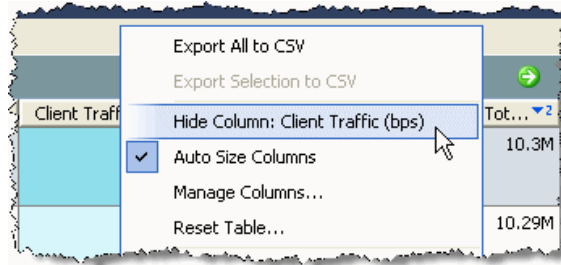 Export All to CSV
Export Selection to CSV
Client Traff
Hide Column: Client Traffic (bps)
Tot... 2
Auto Size Columns
10.3M
Manage Columns...
Reset Table...
10.29M